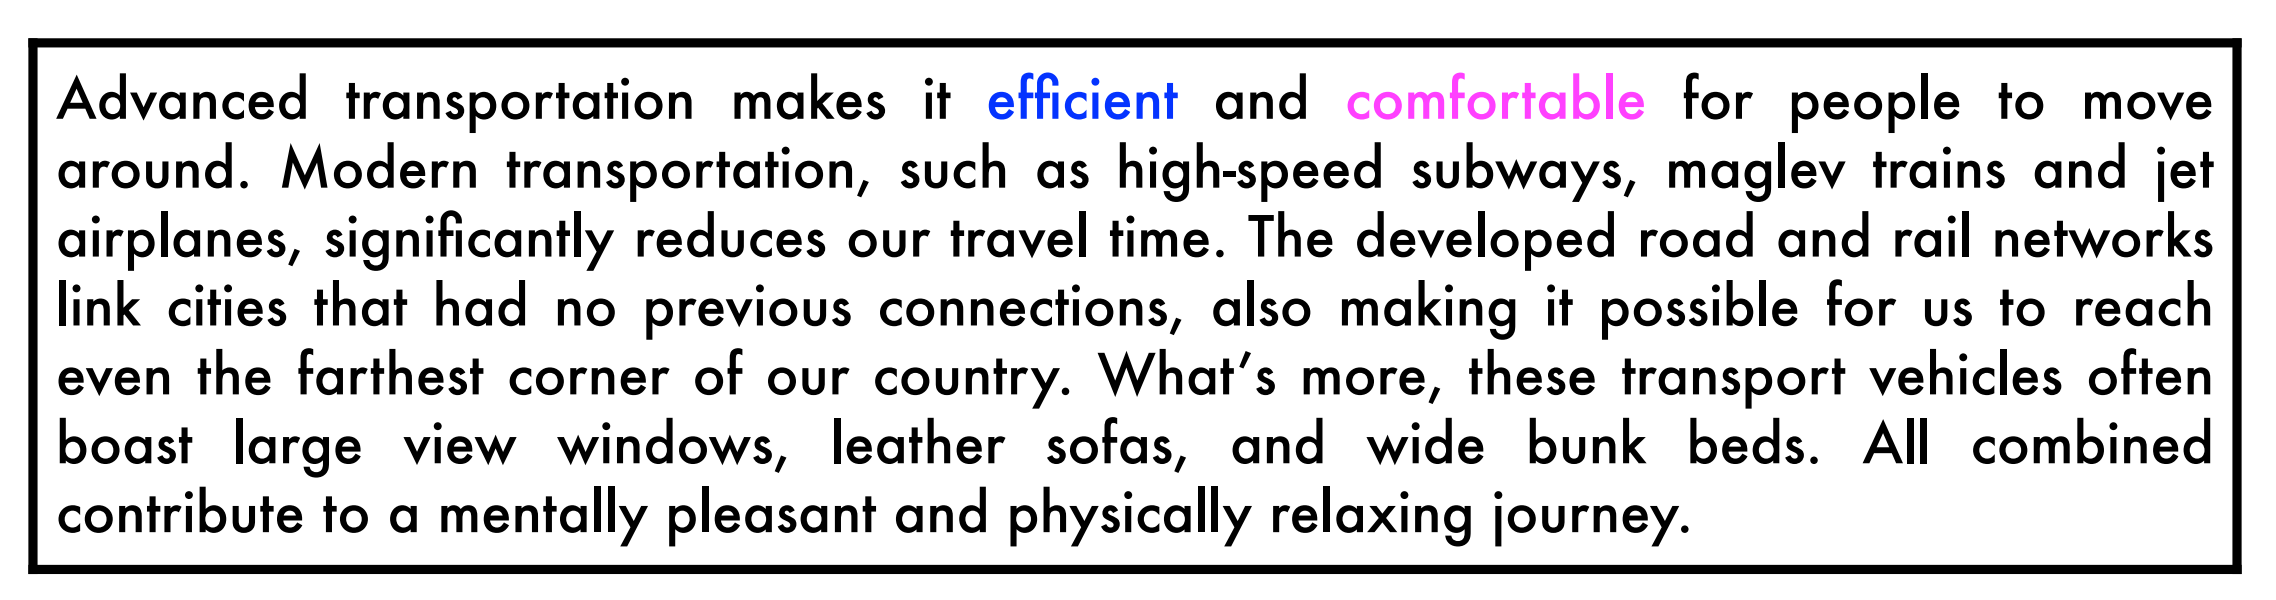 Advanced transportation makes it efficient and comfortable for people to move
around. Modern transportation, such as high-speed subways, maglev trains and jet
airplanes, significantly reduces our travel time. The developed road and rail networks
link cities that had no previous connections, also making it possible for us to reach
even the farthest corner of our country. What's more, these transport vehicles often
boast large view windows, leather sofas, and wide bunk beds. All combined
contribute to a mentally pleasant and physically relaxing journey.